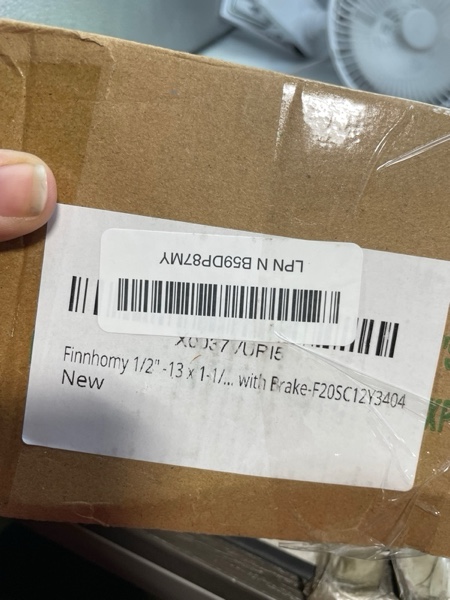 LPN N B59DP87MY
Finnhomy 1/2" -13 x 1-1/... with Brake-F20SC12Y3404
New